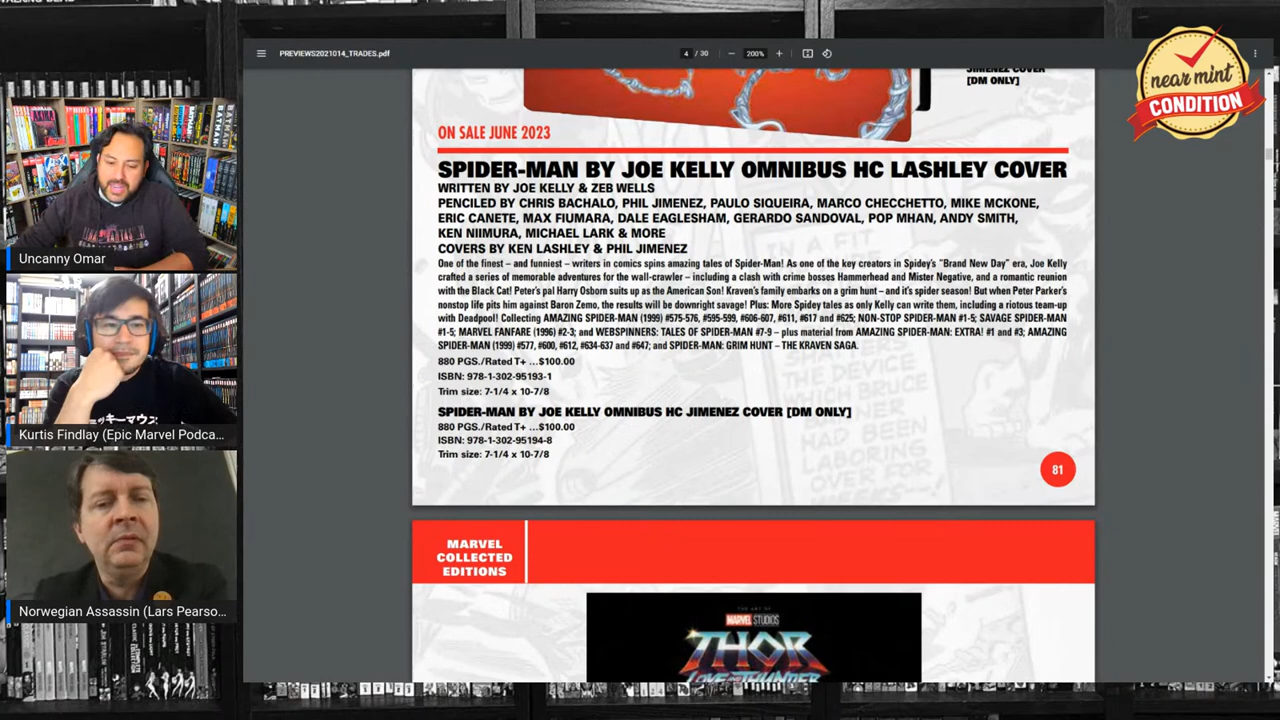 PREVIEWS2021014_TRADES.pdf
4 / 30
200%
near mint
CONDITION
JIMENEZ COVER
[DM ONLY]
ON SALE JUNE 2023
SPIDER-MAN BY JOE KELLY OMNIBUS HC LASHLEY COVER
WRITTEN BY JOE KELLY & ZEB WELLS
PENCILED BY CHRIS BACHALO, PHIL JIMENEZ, PAULO SIQUEIRA, MARCO CHECCHETTO, MIKE MCKONE,
ERIC CANETE, MAX FIUMARA, DALE EAGLESHAM, GERARDO SANDOVAL, POP MHAN, ANDY SMITH,
KEN NIIMURA, MICHAEL LARK & MORE
COVERS BY KEN LASHLEY & PHIL JIMENEZ
One of the finest – and funniest – writers in comics spins amazing tales of Spider-Man! As one of the key creators in Spidey's "Brand New Day" era, Joe Kelly
crafted a series of memorable adventures for the wall-crawler – including a clash with crime bosses Hammerhead and Mister Negative, and a romantic reunion
with the Black Cat! Peter's pal Harry Osborn suits up as the American Son! Kraven's family embarks on a grim hunt – and it's spider season! But when Peter Parker's
nonstop life pits him against Baron Zemo, the results will be downright savage! Plus: More Spidey tales as only Kelly can write them, including a riotous team-up
with Deadpool! Collecting AMAZING SPIDER-MAN (1999) #575-576, #595-599, #606-607, #611, #617 and #625; NON-STOP SPIDER-MAN #1-5; SAVAGE SPIDER-MAN
#1-5; MARVEL FANFARE (1996) #2-3; and WEBSPINNERS: TALES OF SPIDER-MAN #7-9 – plus material from AMAZING SPIDER-MAN: EXTRA! #1 and #3; AMAZING
SPIDER-MAN (1999) #577, #600, #612, #634-637 and #647; and SPIDER-MAN: GRIM HUNT – THE KRAVEN SAGA.
880 PGS./Rated T+ ...$100.00
ISBN: 978-1-302-95193-1
Trim size: 7-1/4 x 10-7/8
SPIDER-MAN BY JOE KELLY OMNIBUS HC JIMENEZ COVER [DM ONLY]
880 PGS./Rated T+ ...$100.00
ISBN: 978-1-302-95194-8
Trim size: 7-1/4 x 10-7/8
81
MARVEL
COLLECTED
EDITIONS
THE ART OF
MARVEL STUDIOS
THOR
LOVE AND THUNDER
Uncanny Omar
Kurtis Findlay (Epic Marvel Podca...
Norwegian Assassin (Lars Pearso...